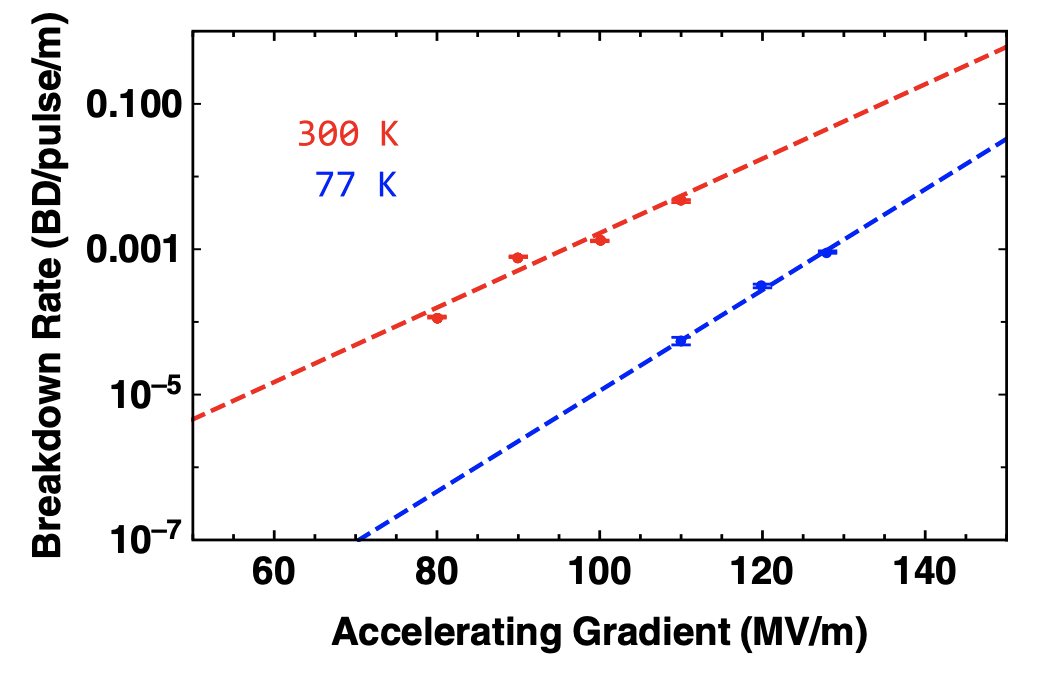 Breakdown Rate (BD/pulse/m)
0.100
0.001
10⁻⁵
10⁻⁷
300 K
77 K
60 80 100 120 140
Accelerating Gradient (MV/m)